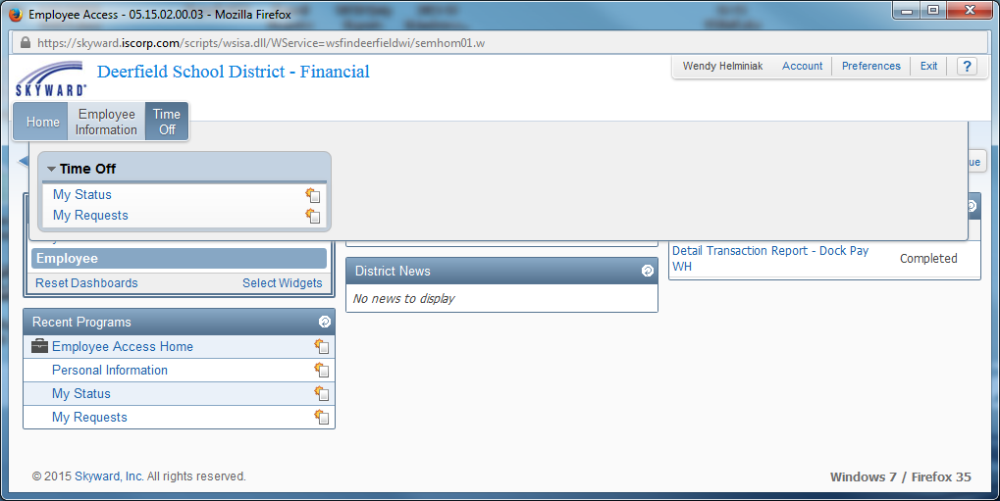 Employee Access - 05.15.02.00.03 - Mozilla Firefox
https://skyward.iscorp.com/scripts/wsisa.dll/WService=wsfindeerfieldwi/semhom01.w
SKYWARD®
Deerfield School District - Financial
Wendy Helminiak Account Preferences Exit ?
Home
Employee Information
Time Off
Time Off
My Status
My Requests
ue
Employee
Reset Dashboards Select Widgets
District News
No news to display
Detail Transaction Report - Dock Pay Completed
WH
Recent Programs
Employee Access Home
Personal Information
My Status
My Requests
© 2015 Skyward, Inc. All rights reserved.
Windows 7 / Firefox 35